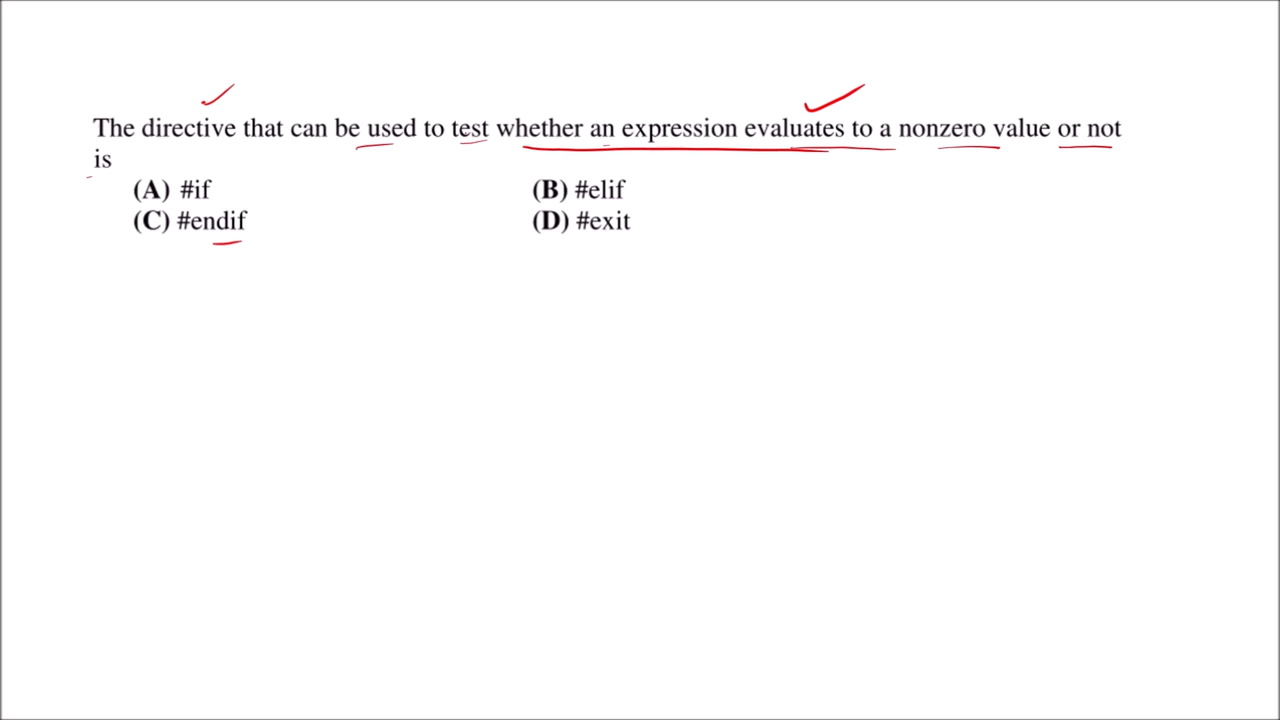 The directive that can be used to test whether an expression evaluates to a nonzero value or not
is
(A) #if (B) #elif
(C) #endif (D) #exit